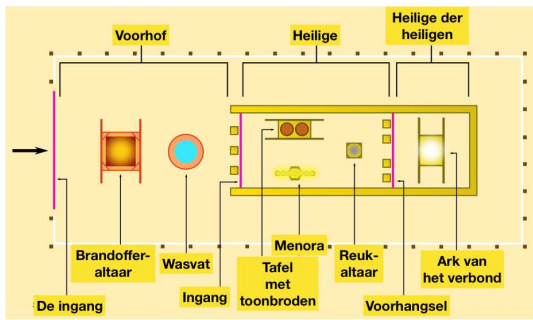 Voorhof
Heilige
Heilige der
heiligen
Brandoffer-
altaar
Wasvat
Ingang
Tafel
met
toonbroden
Menora
Reuk-
altaar
Ark van
het verbond
De ingang
Voorhangsel